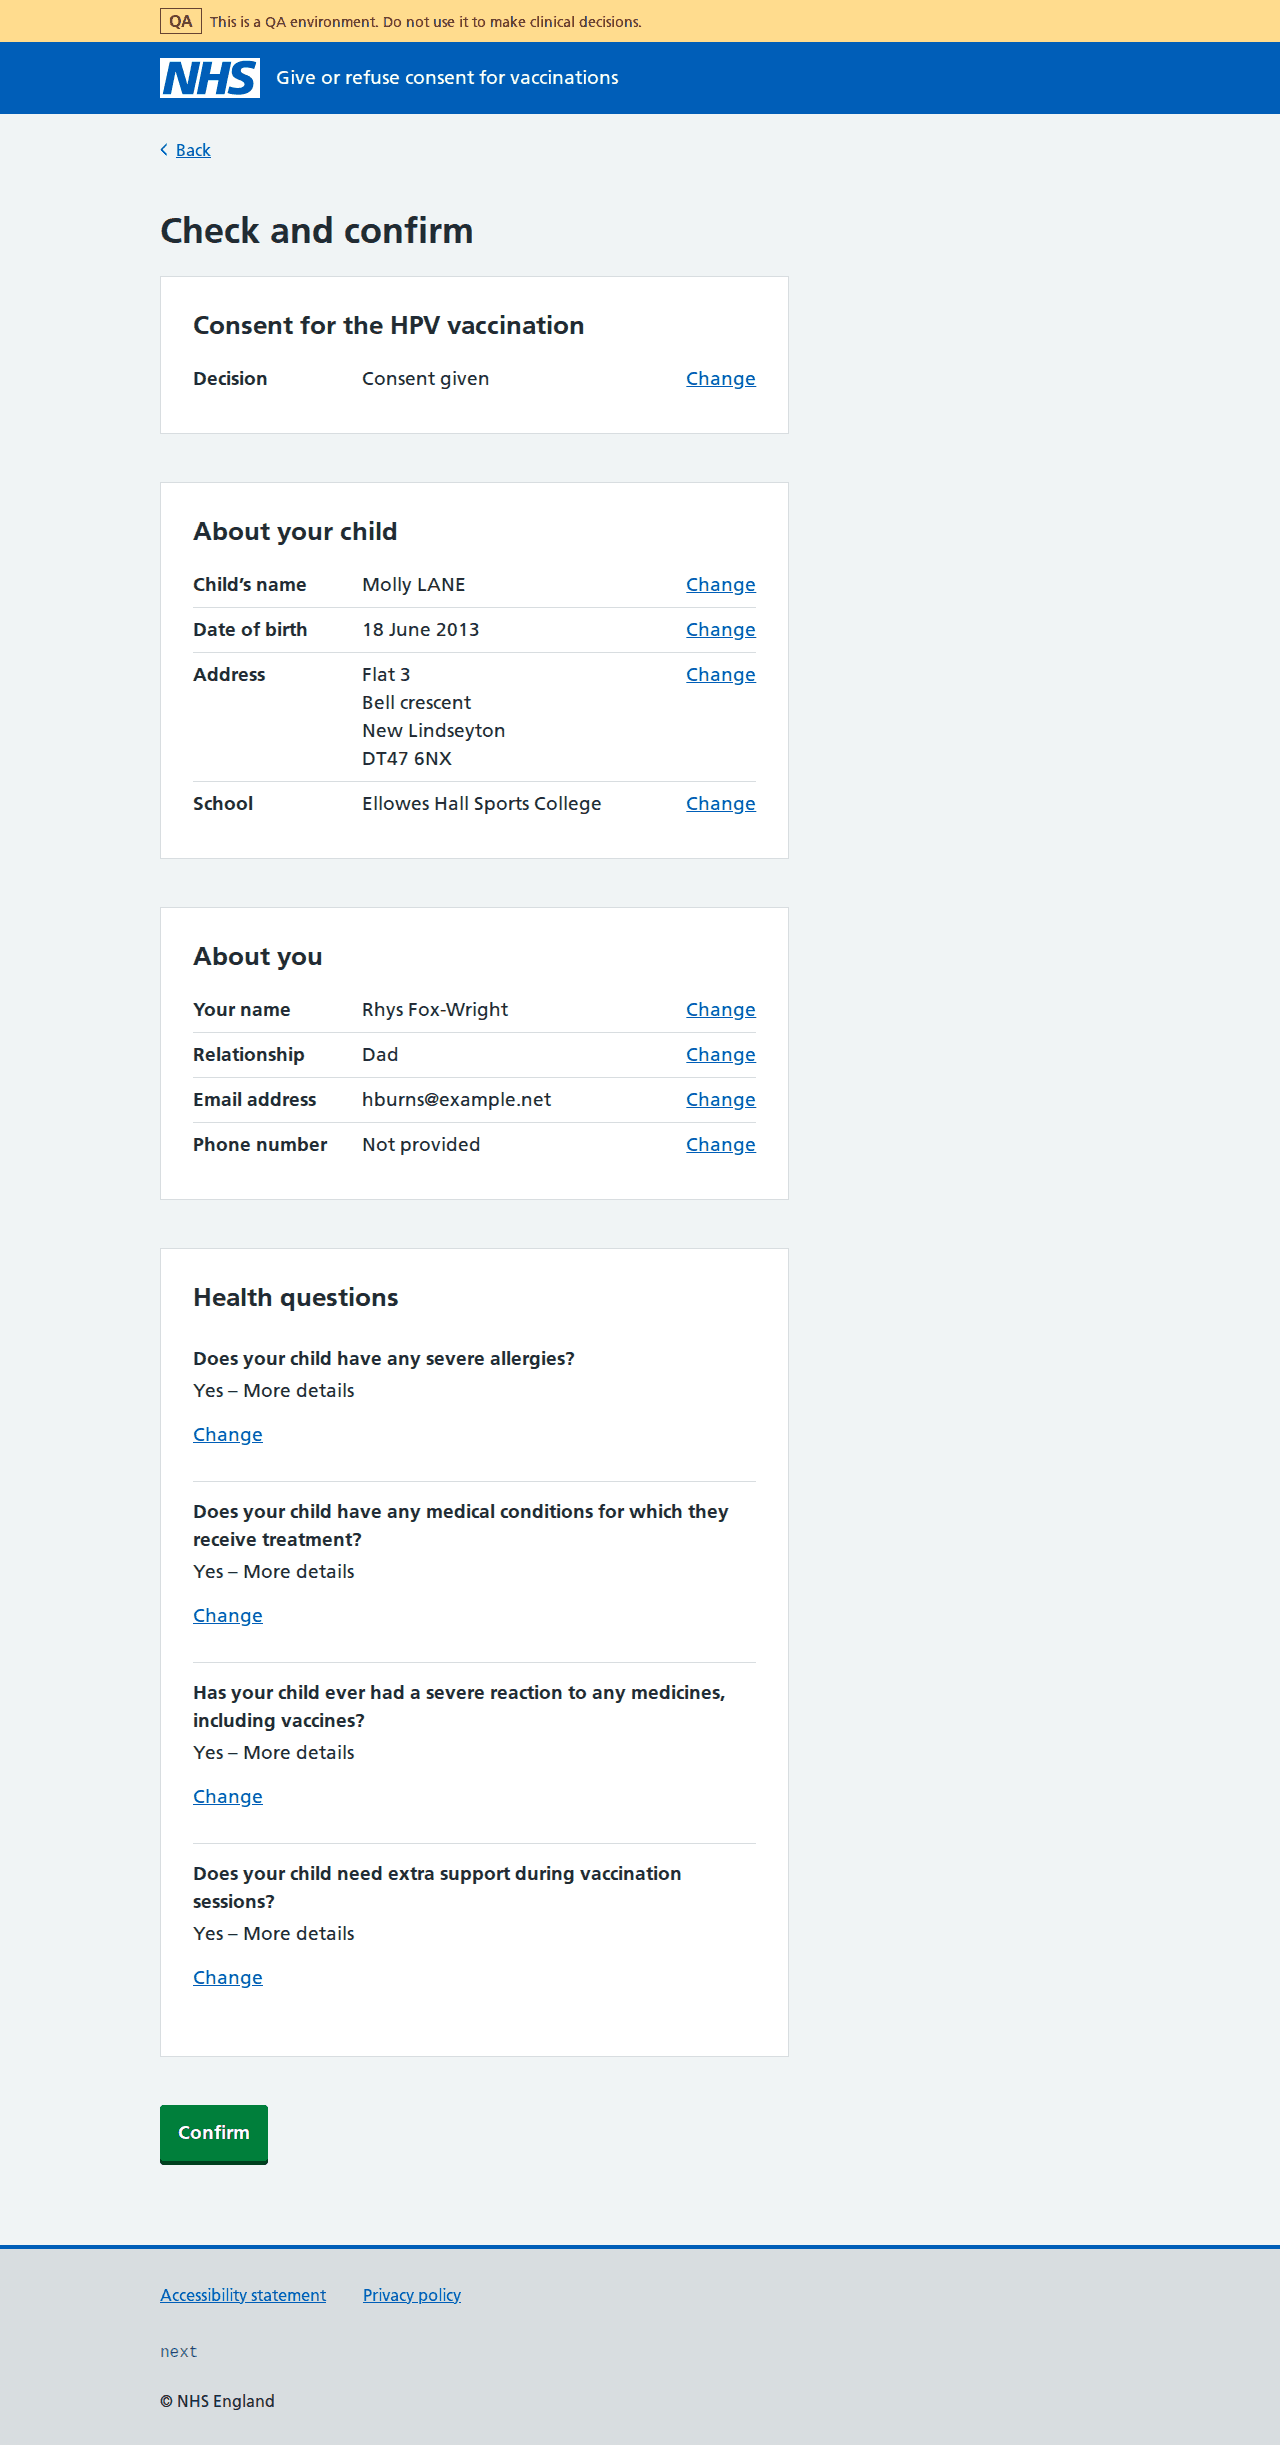 QA This is a QA environment. Do not use it to make clinical decisions.
NHS Give or refuse consent for vaccinations
Back
Check and confirm
Consent for the HPV vaccination
Decision Consent given Change
About your child
Child’s name Molly LANE Change
Date of birth 18 June 2013 Change
Address Flat 3 Change
Bell crescent
New Lindseyton
DT47 6NX
School Ellowes Hall Sports College Change
About you
Your name Rhys Fox-Wright Change
Relationship Dad Change
Email address hburns@example.net Change
Phone number Not provided Change
Health questions
Does your child have any severe allergies?
Yes – More details
Change
Does your child have any medical conditions for which they
receive treatment?
Yes – More details
Change
Has your child ever had a severe reaction to any medicines,
including vaccines?
Yes – More details
Change
Does your child need extra support during vaccination
sessions?
Yes – More details
Change
Confirm
Accessibility statement Privacy policy
next
© NHS England